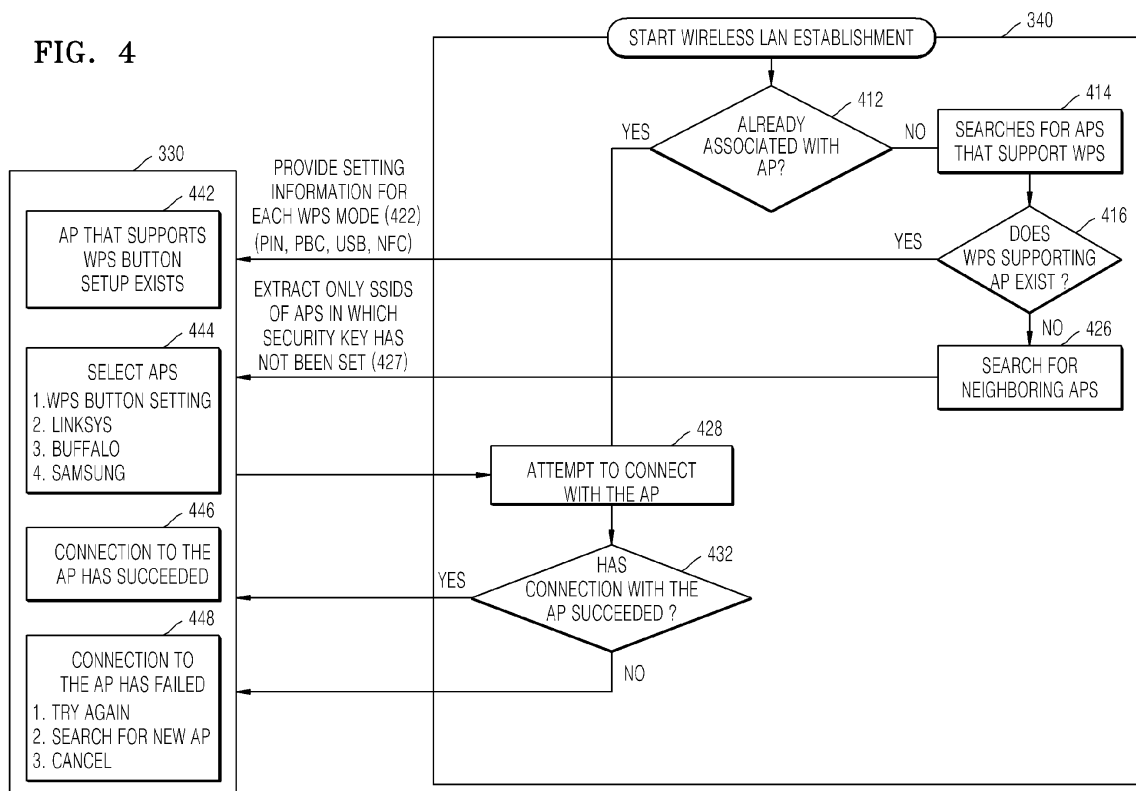 FIG. 4
START WIRELESS LAN ESTABLISHMENT
340
412
ALREADY
ASSOCIATED WITH
AP?
YES
NO
414
SEARCHES FOR APS
THAT SUPPORT WPS
416
DOES
WPS SUPPORTING
AP EXIST ?
YES
NO
PROVIDE SETTING
INFORMATION FOR
EACH WPS MODE (422)
(PIN, PBC, USB, NFC)
330
442
AP THAT SUPPORTS
WPS BUTTON
SETUP EXISTS
426
SEARCH FOR
NEIGHBORING APS
EXTRACT ONLY SSIDS
OF APS IN WHICH
SECURITY KEY HAS
NOT BEEN SET (427)
444
SELECT APS
1.WPS BUTTON SETTING
2. LINKSYS
3. BUFFALO
4. SAMSUNG
428
ATTEMPT TO CONNECT
WITH THE AP
432
HAS
CONNECTION WITH THE
AP SUCCEEDED ?
YES
NO
446
CONNECTION TO THE
AP HAS SUCCEEDED
448
CONNECTION TO
THE AP HAS FAILED
1. TRY AGAIN
2. SEARCH FOR NEW AP
3. CANCEL